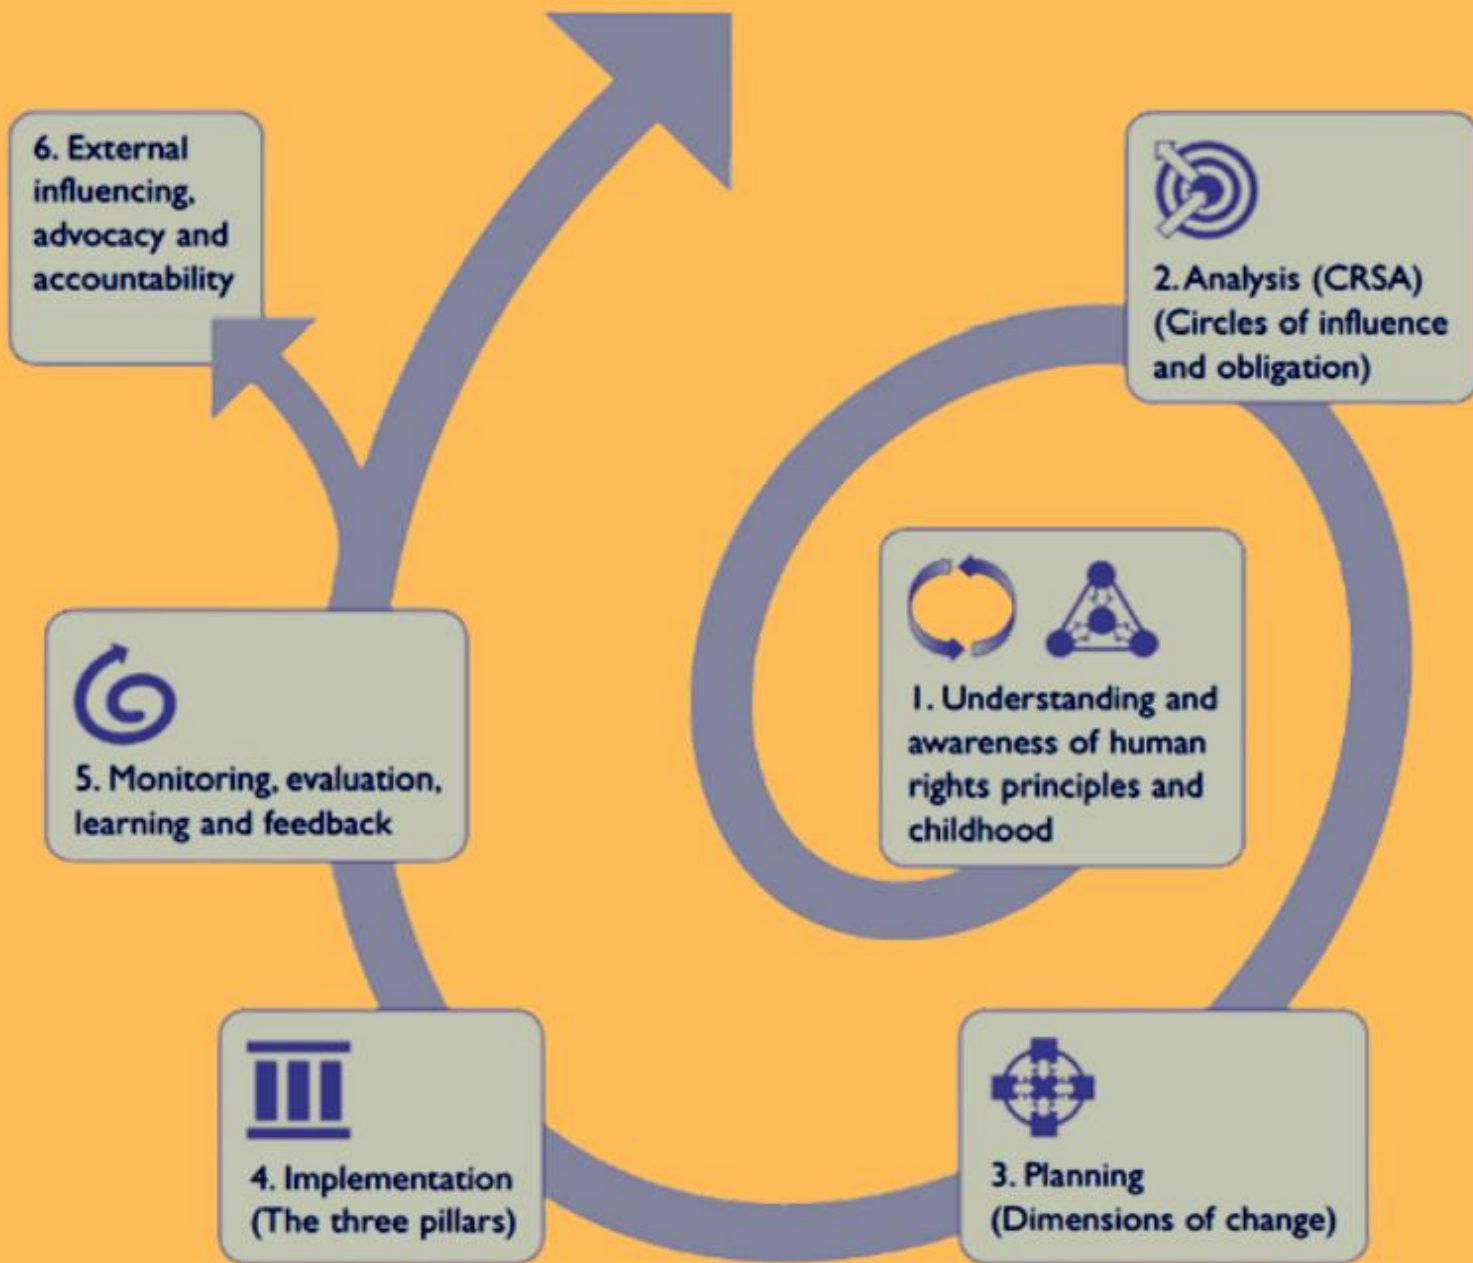 1. Understanding and
awareness of human
rights principles and
childhood
2. Analysis (CRSA)
(Circles of influence
and obligation)
3. Planning
(Dimensions of change)
4. Implementation
(The three pillars)
5. Monitoring, evaluation,
learning and feedback
6. External
influencing,
advocacy and
accountability